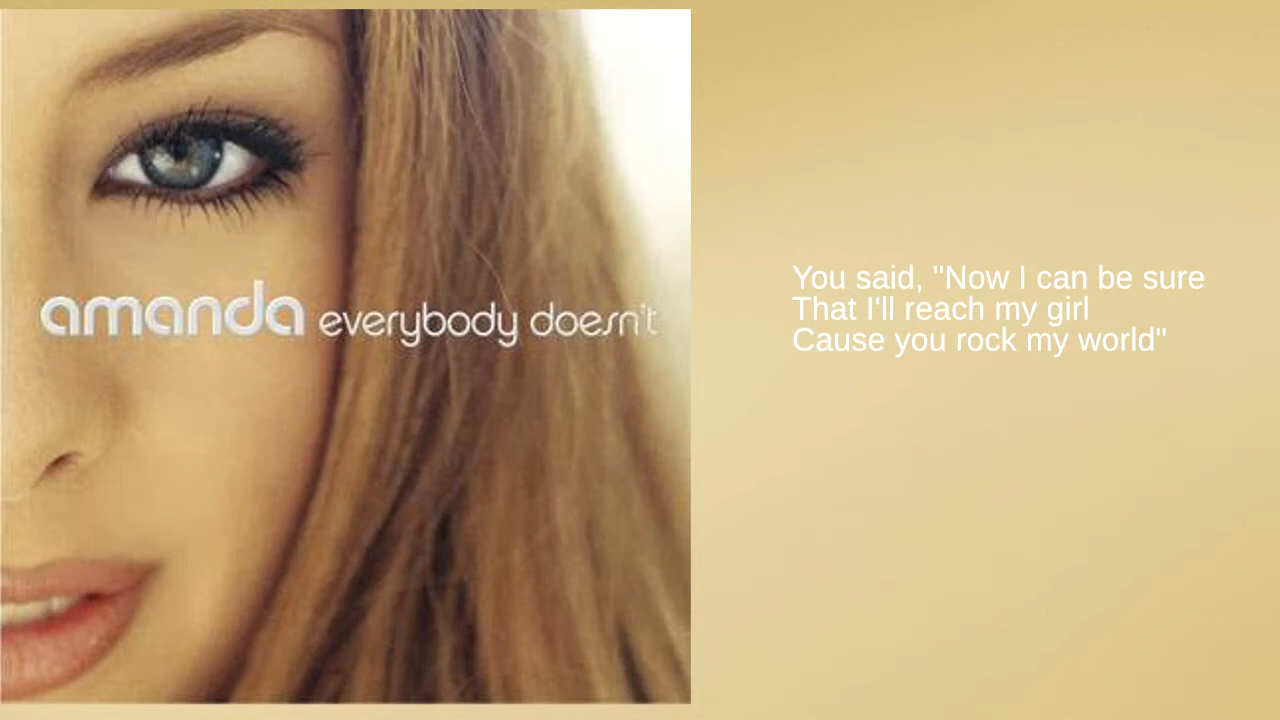 amanda everybody doesn't
You said, "Now I can be sure
That I'll reach my girl
Cause you rock my world"